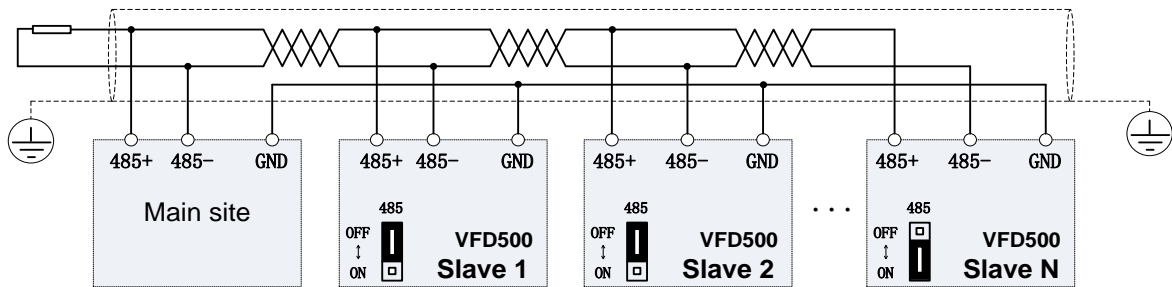 485+ 485- GND
Main site
485+ 485- GND
485
OFF
↕
ON
VFD500
Slave 1
485+ 485- GND
485
OFF
↕
ON
VFD500
Slave 2
···
485+ 485- GND
485
OFF
↕
ON
VFD500
Slave N